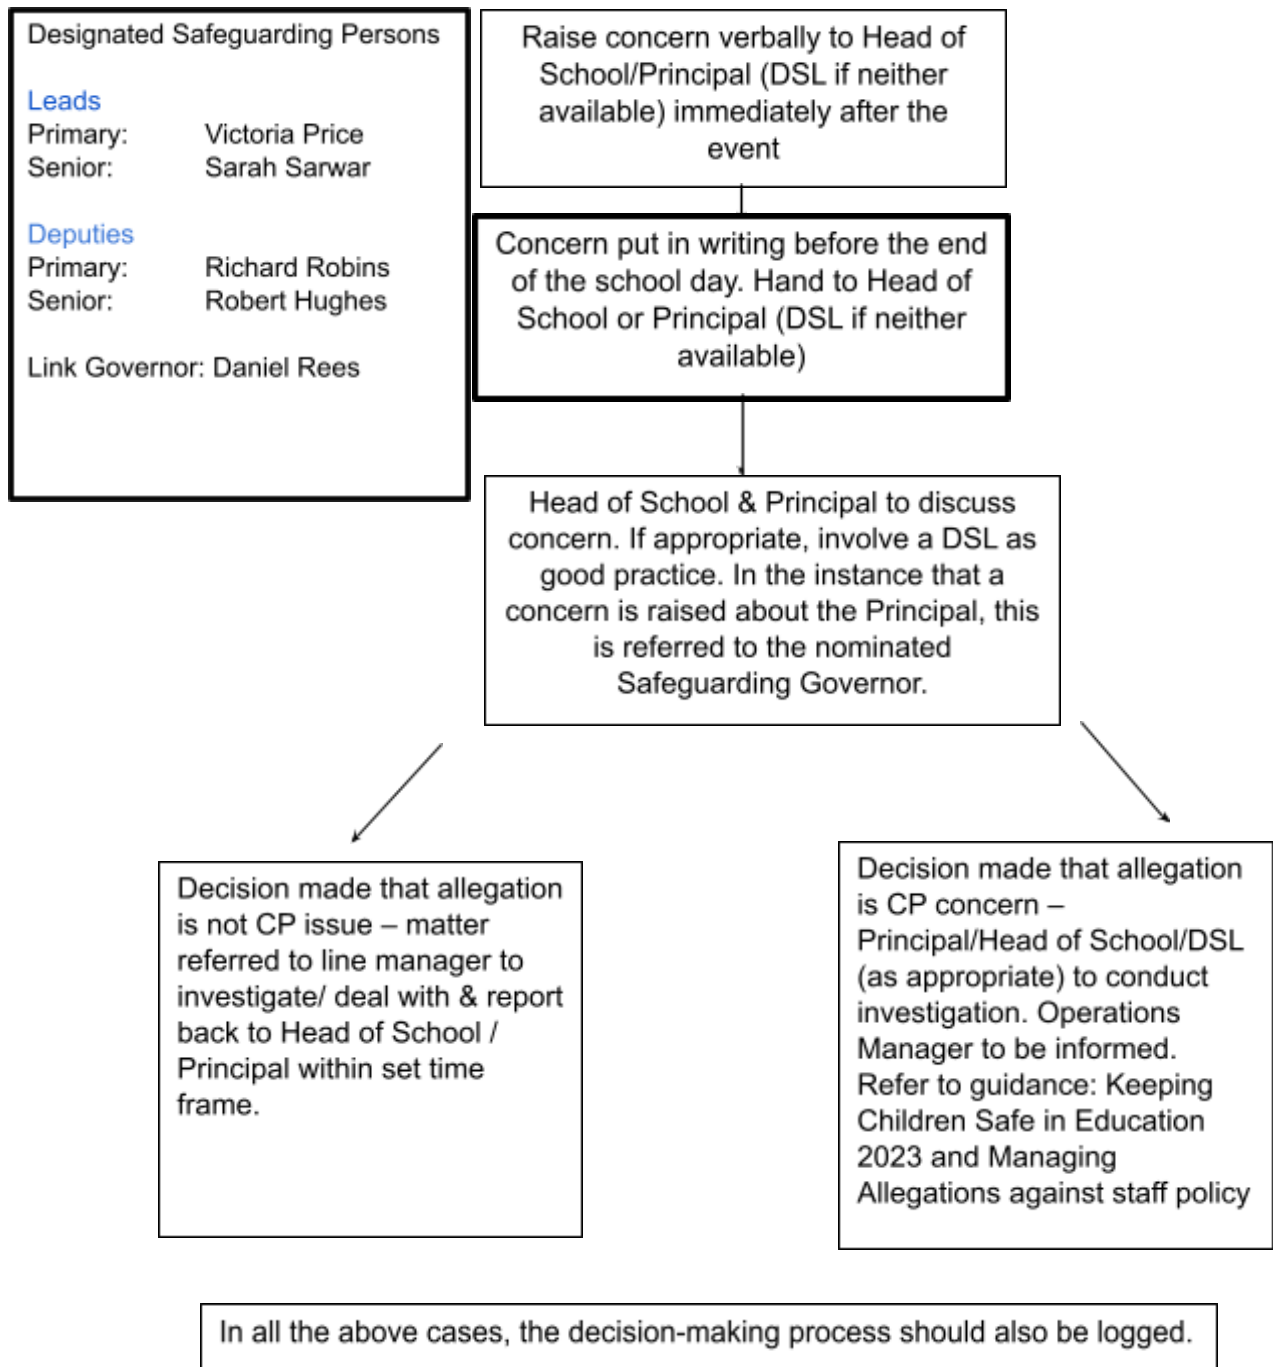 Designated Safeguarding Persons
Leads
Primary: Victoria Price
Senior: Sarah Sarwar
Deputies
Primary: Richard Robins
Senior: Robert Hughes
Link Governor: Daniel Rees
Raise concern verbally to Head of
School/Principal (DSL if neither
available) immediately after the
event
Concern put in writing before the end
of the school day. Hand to Head of
School or Principal (DSL if neither
available)
Head of School & Principal to discuss
concern. If appropriate, involve a DSL as
good practice. In the instance that a
concern is raised about the Principal, this
is referred to the nominated
Safeguarding Governor.
Decision made that allegation
is not CP issue – matter
referred to line manager to
investigate/ deal with & report
back to Head of School /
Principal within set time
frame.
Decision made that allegation
is CP concern –
Principal/Head of School/DSL
(as appropriate) to conduct
investigation. Operations
Manager to be informed.
Refer to guidance: Keeping
Children Safe in Education
2023 and Managing
Allegations against staff policy
In all the above cases, the decision-making process should also be logged.